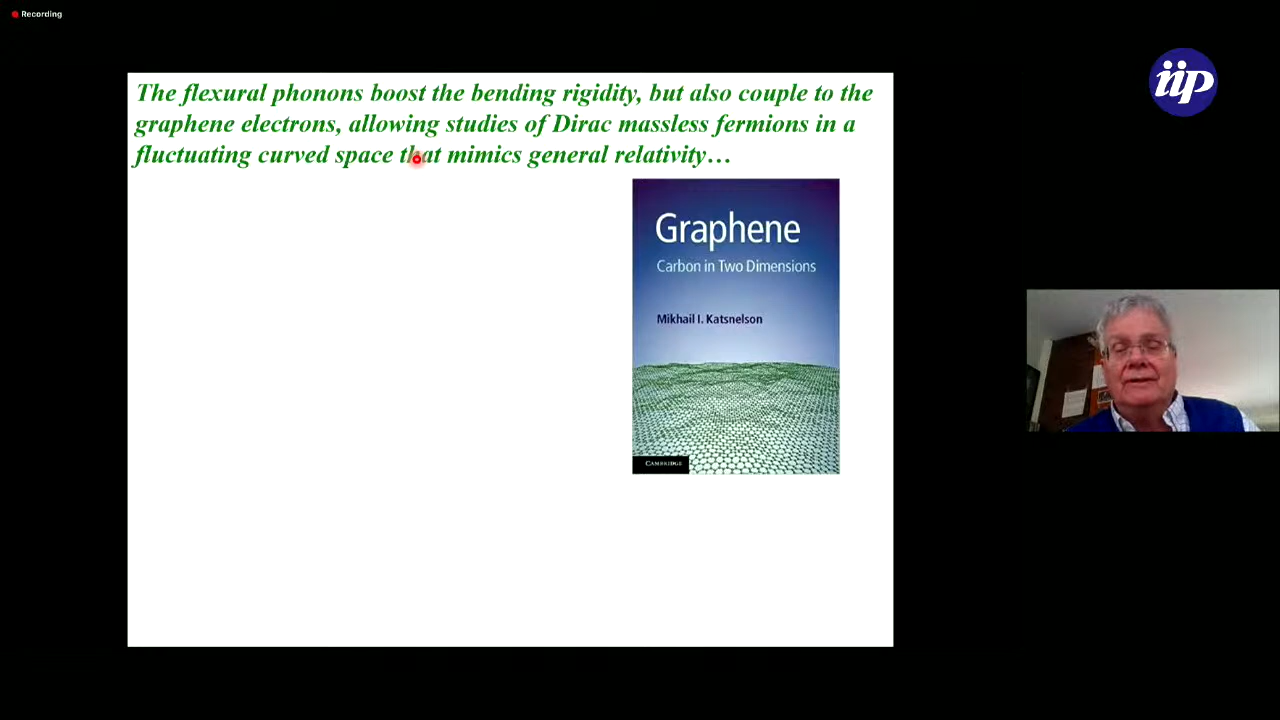 Recording
iip
The flexural phonons boost the bending rigidity, but also couple to the
graphene electrons, allowing studies of Dirac massless fermions in a
fluctuating curved space that mimics general relativity…
Graphene
Carbon in Two Dimensions
Mikhail I. Katsnelson
CAMBRIDGE